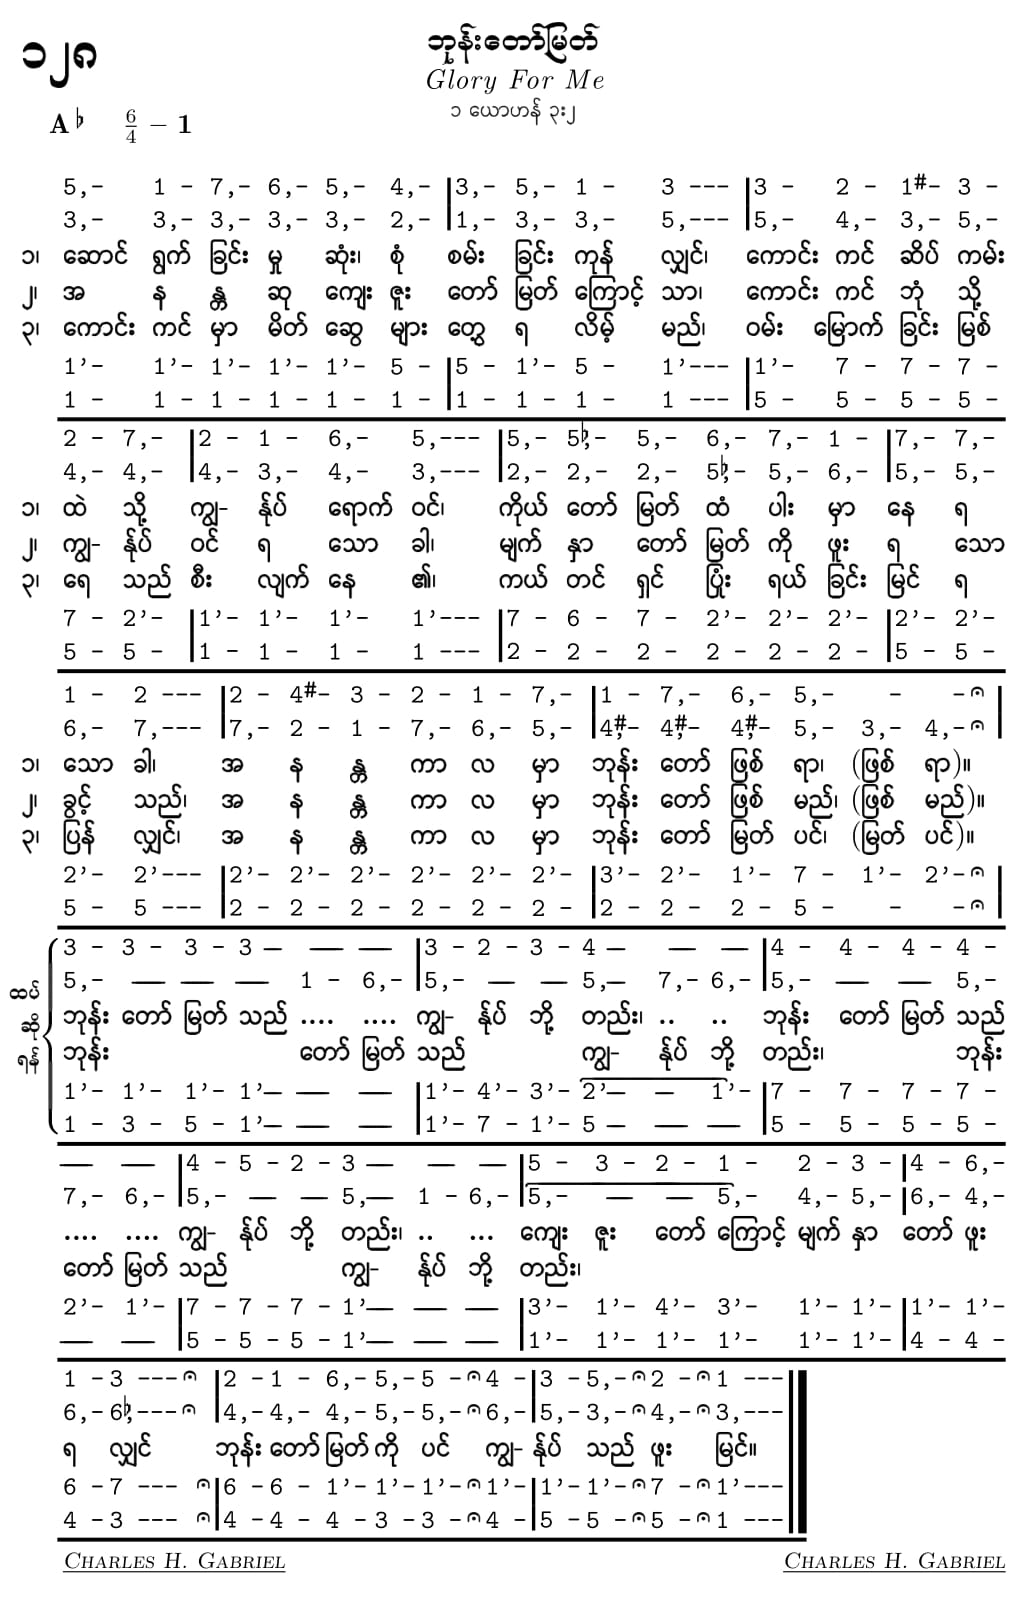 ၁၂၈
ဘုန်းတော်မြတ်
Glory For Me
၁ ယောဟန် ၃း၂
A♭ 6/4 – 1
5,– 1 – 7,– 6,– 5,– 4,– |3,– 5,– 1 – 3 ––– |3 – 2 – 1#– 3 –
3,– 3,– 3,– 3,– 3,– 2,– |1,– 3,– 3,– 5,––– |5,– 4,– 3,– 5,–
၁၊ ဆောင် ရွက် ခြင်း မှု ဆုံး၊ စုံ စမ်း ခြင်း ကုန် လျှင်၊ ကောင်း ကင် ဆိပ် ကမ်း
၂၊ အ န န္တ ဆု ကျေး ဇူး တော် မြတ် ကြောင့် သာ၊ ကောင်း ကင် ဘုံ သို့
၃၊ ကောင်း ကင် မှာ မိတ် ဆွေ များ တွေ့ ရ လိမ့် မည်၊ ဝမ်း မြောက် ခြင်း မြစ်
1'– 1'– 1'– 1'– 1'– 5 – |5 – 1'– 5 – 1'––– |1'– 7 – 7 – 7 –
1 – 1 – 1 – 1 – 1 – 1 – |1 – 1 – 1 – 1 ––– |5 – 5 – 5 – 5 –
2 – 7,– |2 – 1 – 6,– 5,––– |5,– 5♭,– 5,– 6,– 7,– 1 – |7,– 7,–
4,– 4,– |4,– 3,– 4,– 3,––– |2,– 2,– 2,– 5♭,– 5,– 6,– |5,– 5,–
၁၊ ထဲ သို့ ကျွ– န်ုပ် ရောက် ဝင်၊ ကိုယ် တော် မြတ် ထံ ပါး မှာ နေ ရ
၂၊ ကျွ– န်ုပ် ဝင် ရ သော ခါ၊ မျက် နှာ တော် မြတ် ကို ဖူး ရ သော
၃၊ ရေ သည် စီး လျက် နေ ၏၊ ကယ် တင် ရှင် ပြုံး ရယ် ခြင်း မြင် ရ
7 – 2'– |1'– 1'– 1'– 1'––– |7 – 6 – 7 – 2'– 2'– 2'– |2'– 2'–
5 – 5 – |1 – 1 – 1 – 1 ––– |2 – 2 – 2 – 2 – 2 – 2 – |5 – 5 –
1 – 2 ––– |2 – 4#– 3 – 2 – 1 – 7,– |1 – 7,– 6,– 5,– – –𝄐 |
6,– 7,––– |7,– 2 – 1 – 7,– 6,– 5,– |4#,– 4#,– 4#,– 5,– 3,– 4,–𝄐 |
၁၊ သော ခါ၊ အ န န္တ ကာ လ မှာ ဘုန်း တော် ဖြစ် ရာ၊ (ဖြစ် ရာ)။
၂၊ ခွင့် သည်၊ အ န န္တ ကာ လ မှာ ဘုန်း တော် ဖြစ် မည်၊ (ဖြစ် မည်)။
၃၊ ပြန် လျှင်၊ အ န န္တ ကာ လ မှာ ဘုန်း တော် မြတ် ပင်၊ (မြတ် ပင်)။
2'– 2'––– |2'– 2'– 2'– 2'– 2'– 2'– |3'– 2'– 1'– 7 – 1'– 2'–𝄐 |
5 – 5 ––– |2 – 2 – 2 – 2 – 2 – 2 – |2 – 2 – 2 – 5 – – –𝄐 |
ထပ် ဆို ရန်
3 – 3 – 3 – 3 — — — |3 – 2 – 3 – 4 — — — |4 – 4 – 4 – 4 –
5,– — — — 1 – 6,– |5,– — — 5,— 7,– 6,– |5,– — — 5,–
ဘုန်း တော် မြတ် သည် .... .... ကျွ– န်ုပ် ဘို့ တည်း၊ .. .. ဘုန်း တော် မြတ် သည်
ဘုန်း တော် မြတ် သည် ကျွ– န်ုပ် ဘို့ တည်း၊ ဘုန်း
1'– 1'– 1'– 1'— — — |1'– 4'– 3'– 2'— — 1'– |7 – 7 – 7 – 7 –
1 – 3 – 5 – 1'— — — |1'– 7 – 1'– 5 — — — |5 – 5 – 5 – 5 –
— — |4 – 5 – 2 – 3 — — — |5 – 3 – 2 – 1 – 2 – 3 – |4 – 6,–
7,– 6,– |5,– — — 5,— 1 – 6,– |5,– — — 5,– 4,– 5,– |6,– 4,–
.... .... ကျွ– န်ုပ် ဘို့ တည်း၊ .. ... ကျေး ဇူး တော် ကြောင့် မျက် နှာ တော် ဖူး
တော် မြတ် သည် ကျွ– န်ုပ် ဘို့ တည်း၊
2'– 1'– |7 – 7 – 7 – 1'— — — |3'– 1'– 4'– 3'– 1'– 1'– |1'– 1'–
— — |5 – 5 – 5 – 1'— — — |1'– 1'– 1'– 1'– 1'– 1'– |4 – 4 –
1 –3 –––𝄐 |2 –1 – 6,–5,–5 –𝄐4 –|3 –5,–𝄐2 –𝄐1 –––
6,–6♭,–––𝄐 |4,–4,– 4,–5,–5,–𝄐6,–|5,–3,–𝄐4,–𝄐3,–––
ရ လျှင် ဘုန်း တော် မြတ် ကို ပင် ကျွ– န်ုပ် သည် ဖူး မြင်။
6 –7 ––– 𝄐|6 –6 – 1'–1'–1'–𝄐1'–|1'–1'–𝄐7 –𝄐1'–––
4 –3 ––– 𝄐|4 –4 – 4 –3 –3 –𝄐4 –|5 –5 –𝄐5 –𝄐1 –––
CHARLES H. GABRIEL CHARLES H. GABRIEL